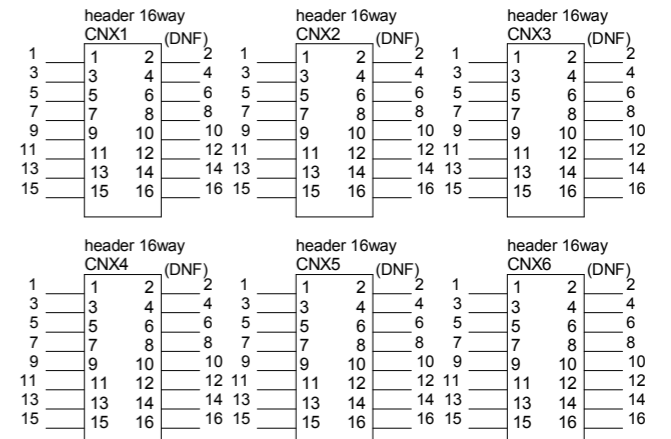 header 16way header 16way header 16way
CNX1 (DNF) CNX2 (DNF) CNX3 (DNF)
1 1 2 2 1 1 2 2 1 1 2 2
3 3 4 4 3 3 4 4 3 3 4 4
5 5 6 6 5 5 6 6 5 5 6 6
7 7 8 8 7 7 8 8 7 7 8 8
9 9 10 10 9 9 10 10 9 9 10 10
11 11 12 12 11 11 12 12 11 11 12 12
13 13 14 14 13 13 14 14 13 13 14 14
15 15 16 16 15 15 16 16 15 15 16 16
header 16way header 16way header 16way
CNX4 (DNF) CNX5 (DNF) CNX6 (DNF)
1 1 2 2 1 1 2 2 1 1 2 2
3 3 4 4 3 3 4 4 3 3 4 4
5 5 6 6 5 5 6 6 5 5 6 6
7 7 8 8 7 7 8 8 7 7 8 8
9 9 10 10 9 9 10 10 9 9 10 10
11 11 12 12 11 11 12 12 11 11 12 12
13 13 14 14 13 13 14 14 13 13 14 14
15 15 16 16 15 15 16 16 15 15 16 16